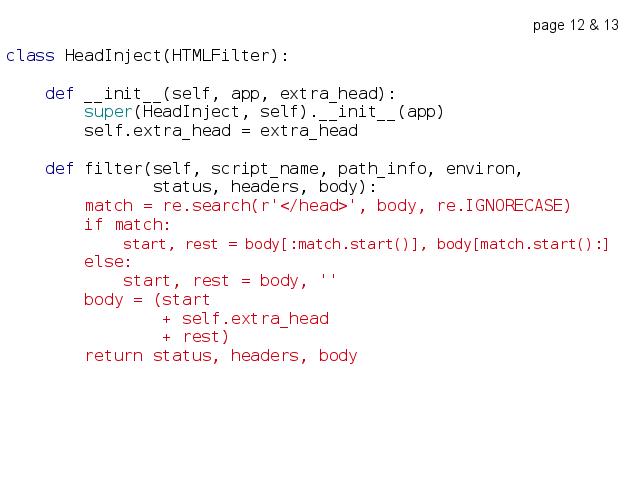 page 12 & 13
class HeadInject(HTMLFilter):
def __init__(self, app, extra_head):
super(HeadInject, self).__init__(app)
self.extra_head = extra_head
def filter(self, script_name, path_info, environ,
status, headers, body):
match = re.search(r'</head>', body, re.IGNORECASE)
if match:
start, rest = body[:match.start()], body[match.start():]
else:
start, rest = body, ''
body = (start
+ self.extra_head
+ rest)
return status, headers, body